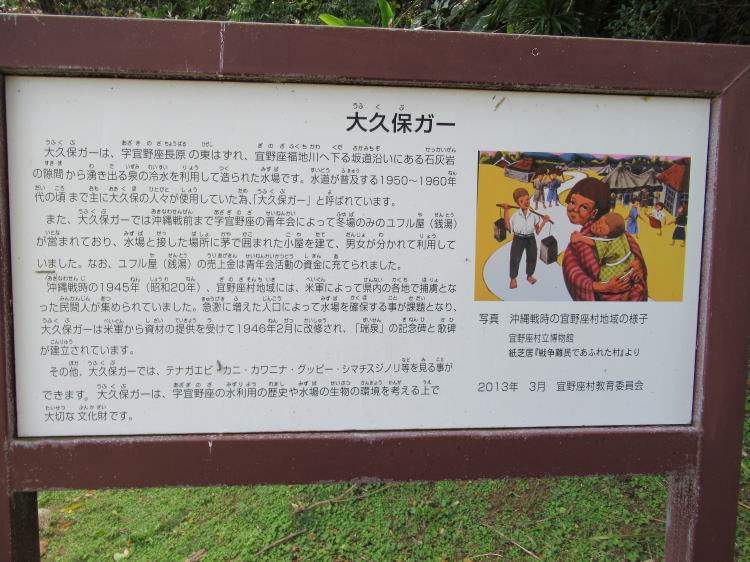 大久保ガー
大久保ガーは、字宜野座長原の東はずれ、宜野座福地川へ下る坂道沿いにある石灰岩
の隙間から湧き出る泉の冷水を利用して造られた水場です。水道が普及する1950〜1960年
代の頃まで主に大久保の人々が使用していた為、「大久保ガー」と呼ばれています。
また、大久保ガーでは沖縄戦前まで字宜野座の青年会によって冬場のみのユフル屋（銭湯）
が営まれており、水場と接した場所に茅で囲まれた小屋を建て、男女が分かれて利用して
いました。なお、ユフル屋（銭湯）の売上金は青年会活動の資金に充てられました。
沖縄戦時の1945年（昭和20年）、宜野座村地域には、米軍によって県内の各地で捕虜とな
った民間人が集められていました。急激に増えた人口によって水場を確保する事が課題となり、
大久保ガーは米軍から資材の提供を受けて1946年2月に改修され、「瑞泉」の記念碑と歌碑
が建立されています。
その他、大久保ガーでは、テナガエビ・カニ・カワニナ・グッピー・シマチスジノリ等を見る事が
できます。大久保ガーは、字宜野座の水利用の歴史や水場の生物の環境を考える上で
大切な文化財です。
写真　沖縄戦時の宜野座村地域の様子
宜野座村立博物館
紙芝居『戦争難民であふれた村』より
2013年　3月　宜野座村教育委員会